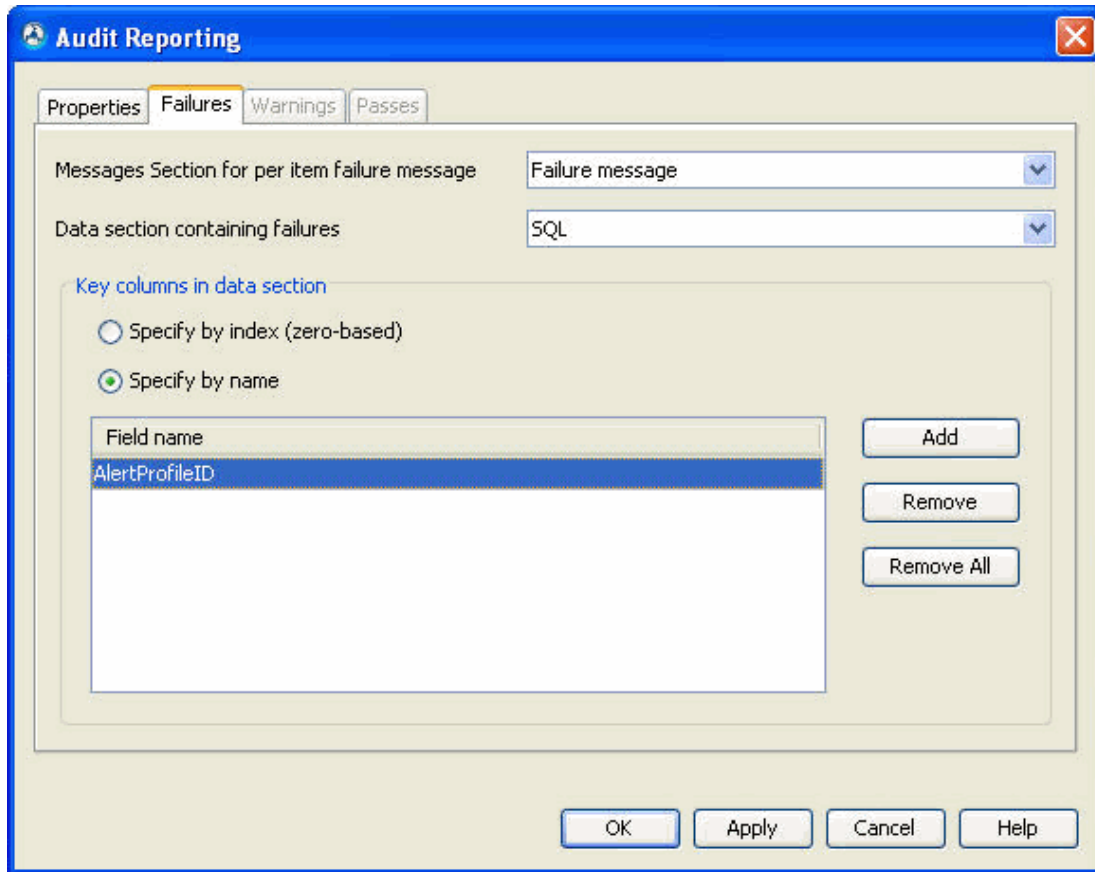 Audit Reporting
Properties Failures Warnings Passes
Messages Section for per item failure message Failure message
Data section containing failures SQL
Key columns in data section
Specify by index (zero-based)
Specify by name
Field name
AlertProfileID
Add
Remove
Remove All
OK Apply Cancel Help